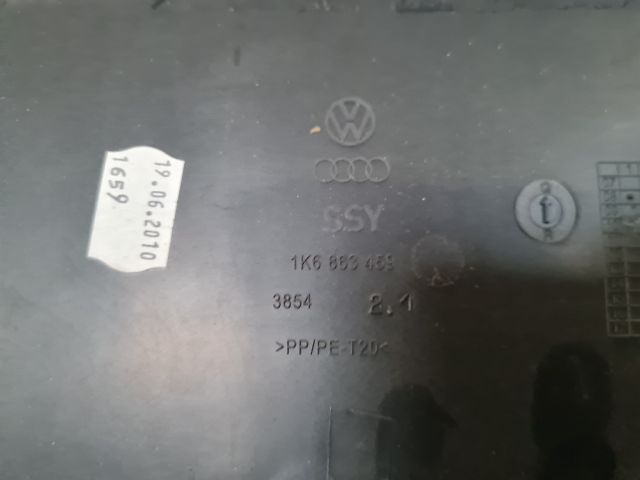 19.06.2010
1659
SSY
1K6 863 459
3854 2.1
>PP/PE-T20<